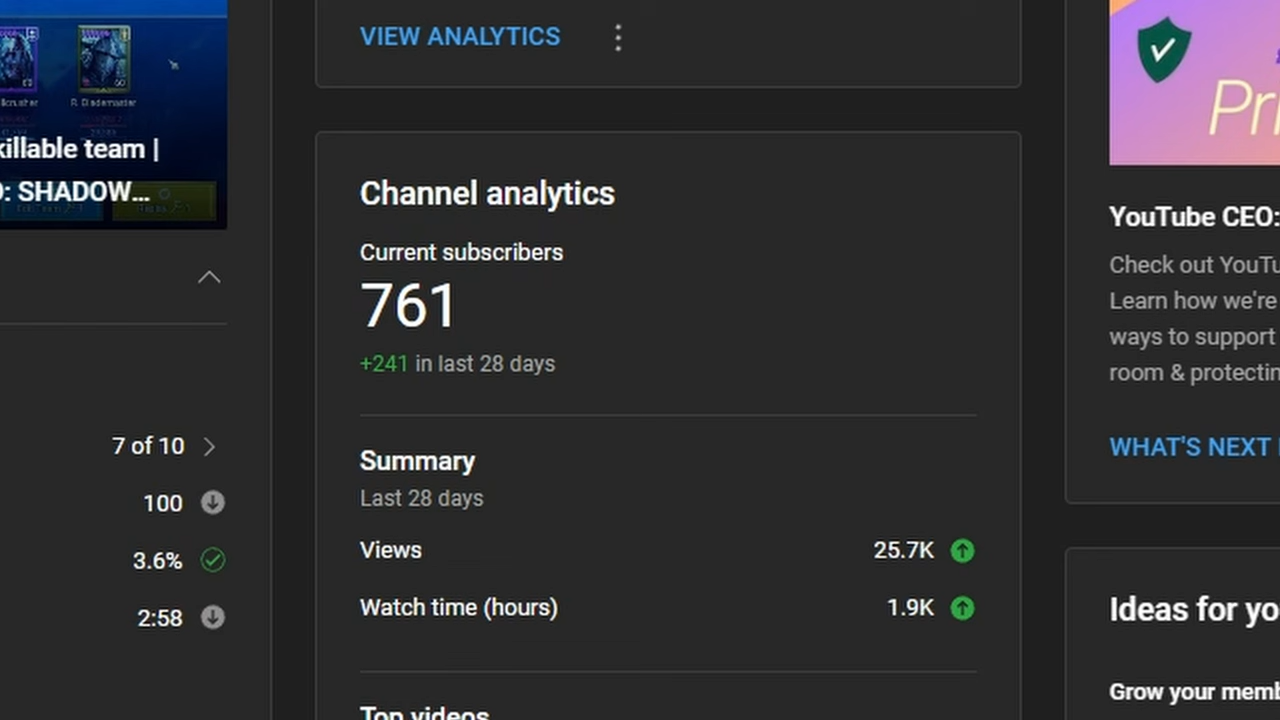 R. Blademaster
killable team |
SHADOW...
7 of 10
100
3.6%
2:58
VIEW ANALYTICS
Channel analytics
Current subscribers
761
+241 in last 28 days
Summary
Last 28 days
Views 25.7K
Watch time (hours) 1.9K
Top videos
Pri
YouTube CEO:
Check out YouTu
Learn how we're
ways to support
room & protectin
WHAT'S NEXT
Ideas for yo
Grow your memb